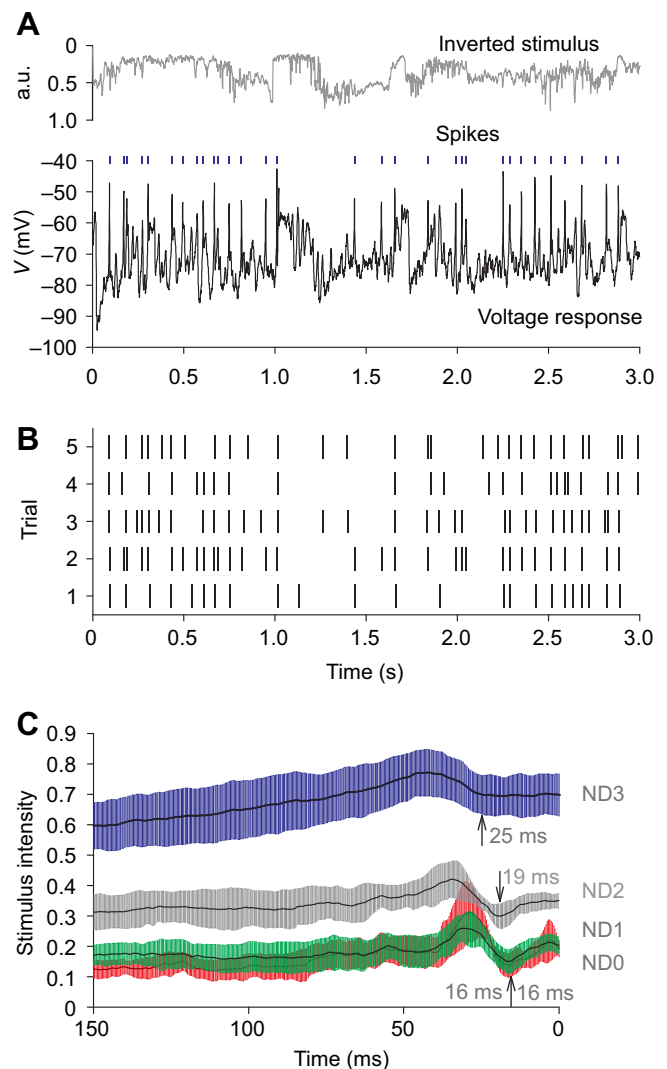 A
0
0.5
1.0
a.u.
Inverted stimulus
Spikes
–40
–50
–60
–70
–80
–90
–100
V (mV)
Voltage response
0 0.5 1.0 1.5 2.0 2.5 3.0
B
5
4
3
2
1
Trial
0 0.5 1.0 1.5 2.0 2.5 3.0
Time (s)
C
0.9
0.8
0.7
0.6
0.5
0.4
0.3
0.2
0.1
0
Stimulus intensity
ND3
25 ms
19 ms
ND2
ND1
ND0
16 ms 16 ms
150 100 50 0
Time (ms)